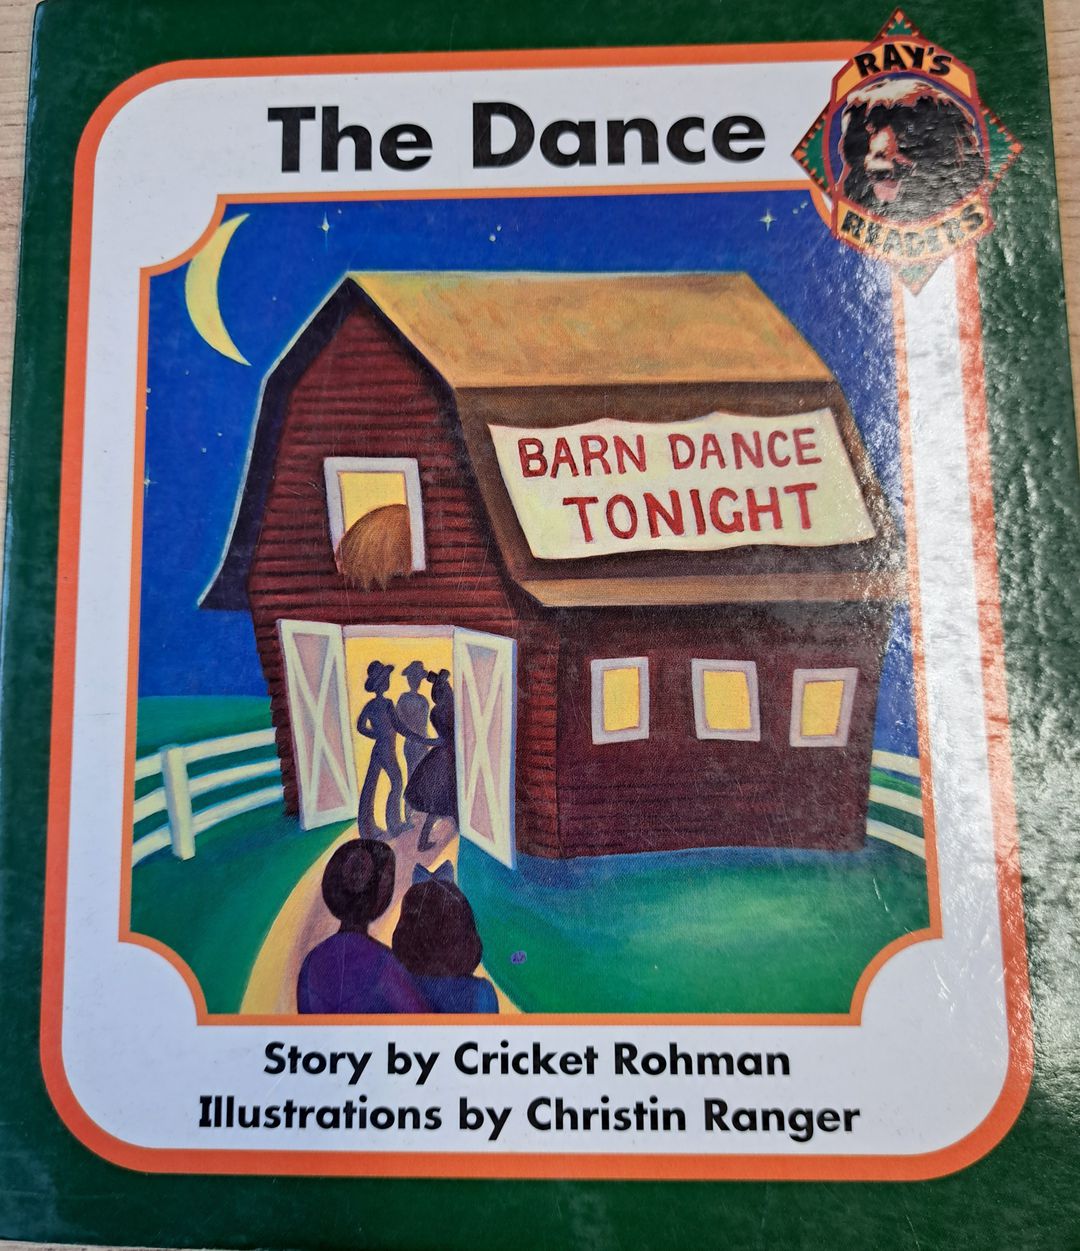 The Dance
RAY'S
READERS
BARN DANCE
TONIGHT
Story by Cricket Rohman
Illustrations by Christin Ranger